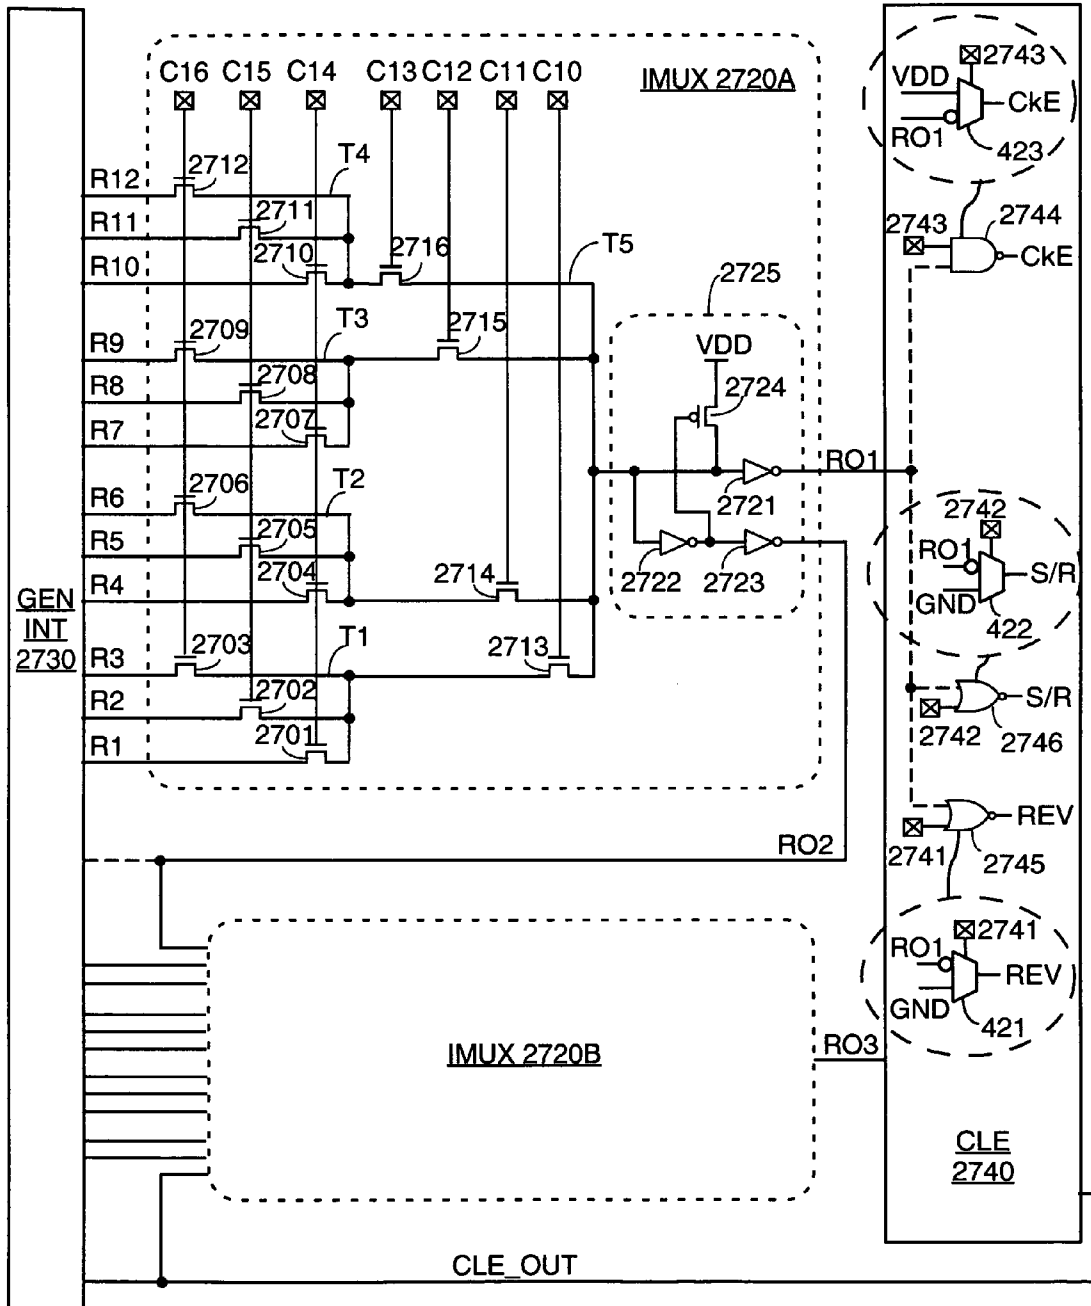 C16 C15 C14 C13 C12 C11 C10
IMUX 2720A
2743
VDD
CkE
RO1
423
R12
2712
T4
R11
2711
R10
2710
2716
T5
2743
2744
CkE
2725
R9
2709
T3
2715
VDD
R8
2708
2724
R7
2707
RO1
2721
R6
2706
T2
R5
2705
2722
2723
R4
2704
2714
2742
RO1
S/R
GND
422
GEN
INT
2730
R3
2703
T1
2713
R2
2702
R1
2701
S/R
2742
2746
REV
2741
2745
RO2
2741
RO1
REV
GND
421
IMUX 2720B
RO3
CLE
2740
CLE_OUT